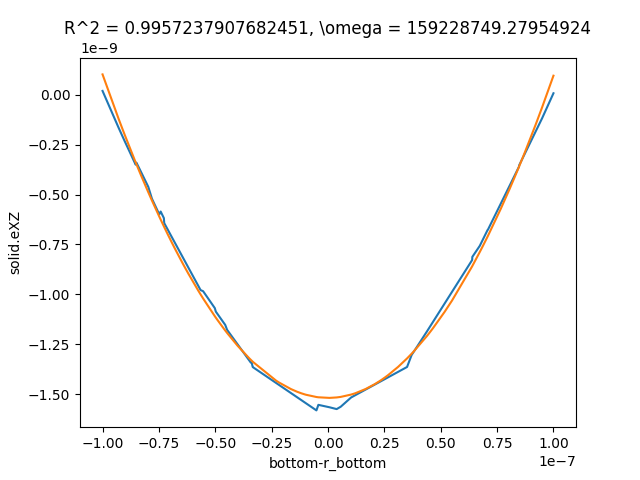 R^2 = 0.9957237907682451, \omega = 159228749.27954924
1e−9
0.00
−0.25
−0.50
−0.75
−1.00
−1.25
−1.50
solid.eXZ
−1.00 −0.75 −0.50 −0.25 0.00 0.25 0.50 0.75 1.00
1e−7
bottom-r_bottom